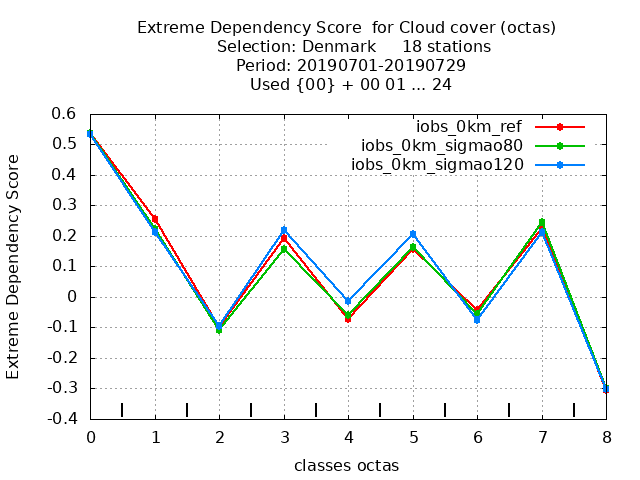 Extreme Dependency Score  for Cloud cover (octas)
Selection: Denmark     18 stations
Period: 20190701-20190729
Used {00} + 00 01 ... 24
Extreme Dependency Score
0.6
0.5
0.4
0.3
0.2
0.1
0
-0.1
-0.2
-0.3
-0.4
iobs_0km_ref
iobs_0km_sigmao80
iobs_0km_sigmao120
0 1 2 3 4 5 6 7 8
classes octas